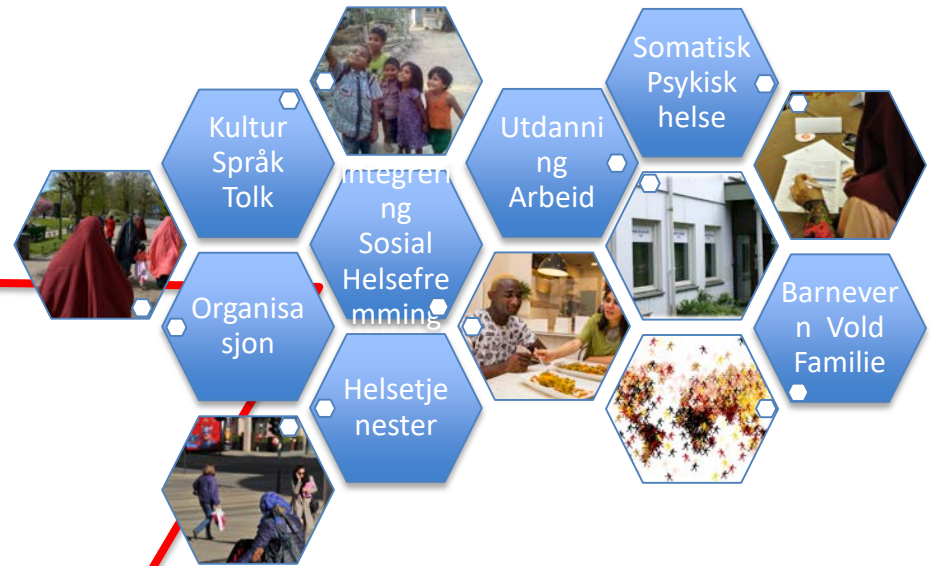 Somatisk
Psykisk
helse
Kultur
Språk
Tolk
Utdanni
ng
Arbeid
Integreri
ng
Sosial
Helsefre
mming
Organisa
sjon
Barnever
n Vold
Familie
Helsetje
nester